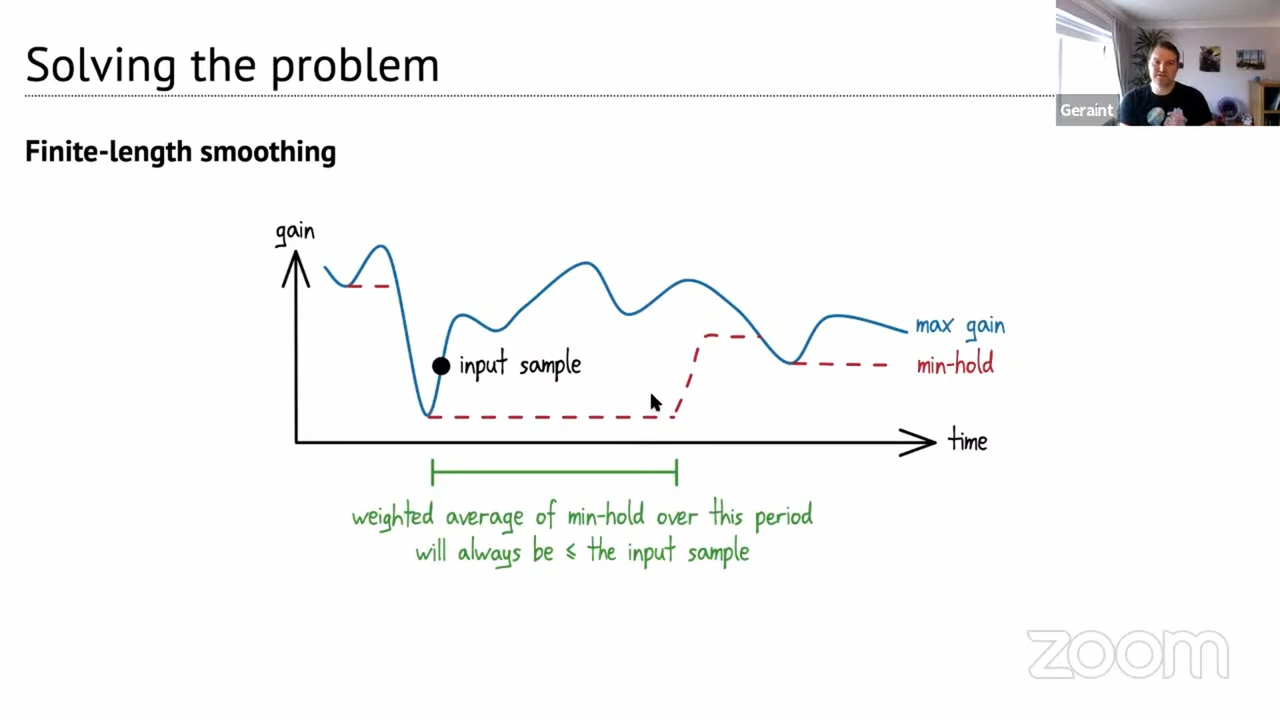 Solving the problem
Geraint
Finite-length smoothing
gain
max gain
input sample
min-hold
time
weighted average of min-hold over this period
will always be ≤ the input sample
zoom